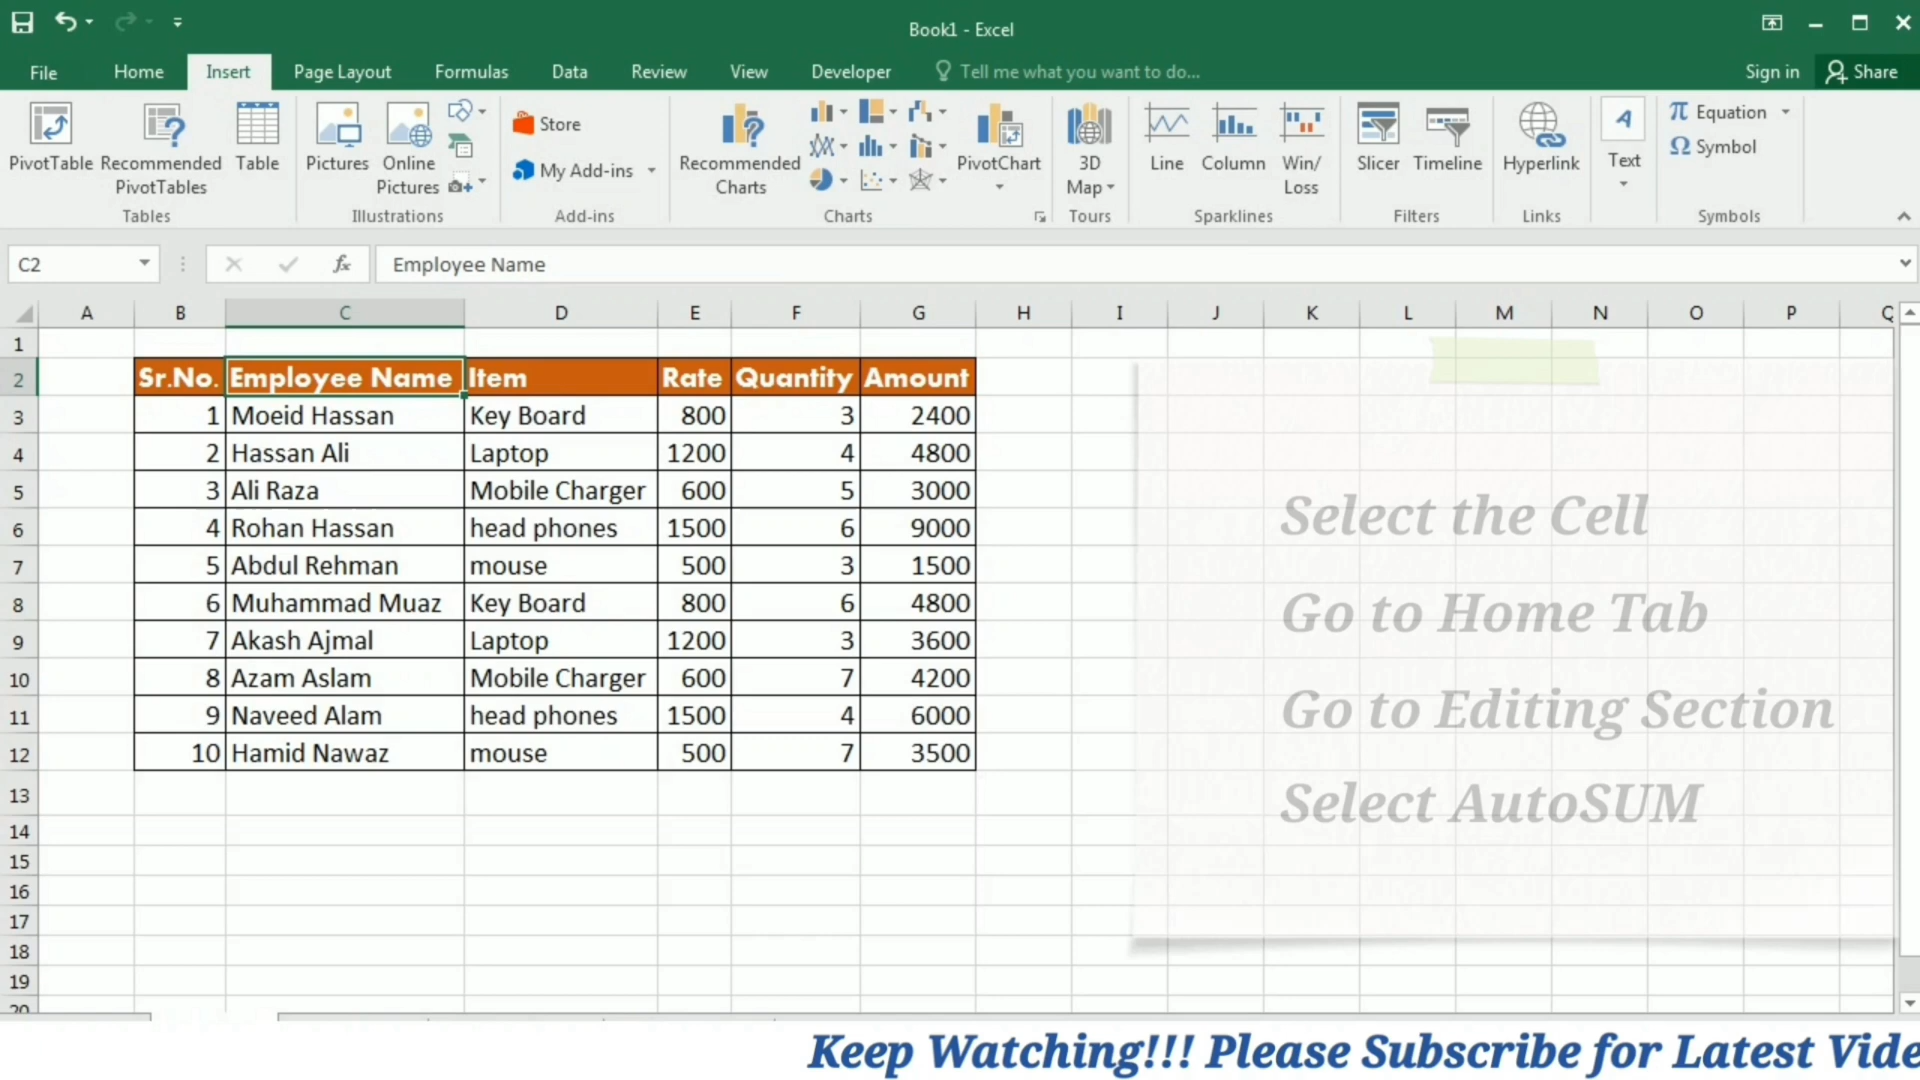 Book1 - Excel
File Home Insert Page Layout Formulas Data Review View Developer Tell me what you want to do... Sign in Share
PivotTable Recommended PivotTables Table
Tables
Pictures Online Pictures
Illustrations
Store
My Add-ins
Add-ins
Recommended Charts
PivotChart
Charts
3D Map
Tours
Line Column Win/Loss
Sparklines
Slicer Timeline
Filters
Hyperlink
Links
A
Text
π Equation
Ω Symbol
Symbols
C2 fx Employee Name
A B C D E F G H I J K L M N O P Q
1
2 Sr.No. Employee Name Item Rate Quantity Amount
3 1 Moeid Hassan Key Board 800 3 2400
4 2 Hassan Ali Laptop 1200 4 4800
5 3 Ali Raza Mobile Charger 600 5 3000
6 4 Rohan Hassan head phones 1500 6 9000
7 5 Abdul Rehman mouse 500 3 1500
8 6 Muhammad Muaz Key Board 800 6 4800
9 7 Akash Ajmal Laptop 1200 3 3600
10 8 Azam Aslam Mobile Charger 600 7 4200
11 9 Naveed Alam head phones 1500 4 6000
12 10 Hamid Nawaz mouse 500 7 3500
13
14
15
16
17
18
19
20
Select the Cell
Go to Home Tab
Go to Editing Section
Select AutoSUM
Keep Watching!!! Please Subscribe for Latest Vide